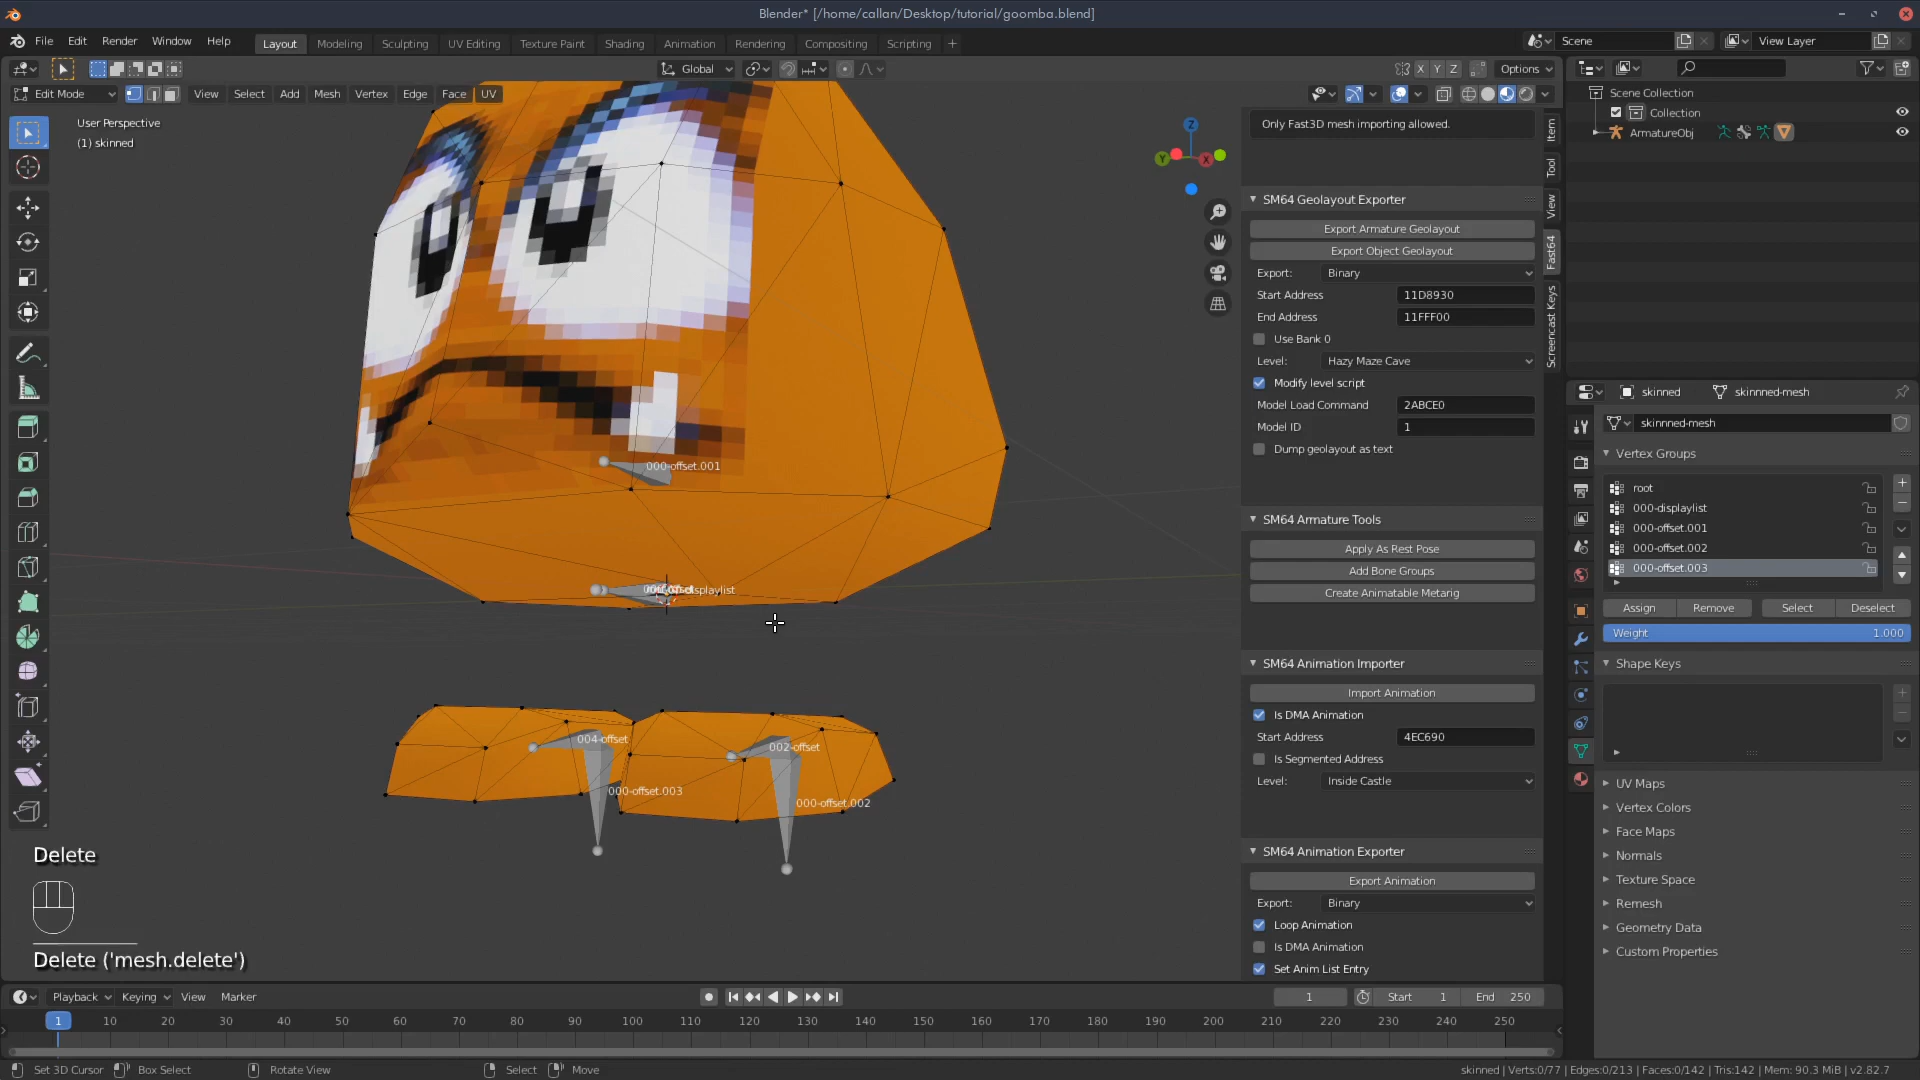 Blender* [/home/callan/Desktop/tutorial/goomba.blend]
File Edit Render Window Help
Layout Modeling Sculpting UV Editing Texture Paint Shading Animation Rendering Compositing Scripting +
Scene
View Layer
Global
X Y Z
Options
Edit Mode
View Select Add Mesh Vertex Edge Face UV
User Perspective
(1) skinned
Z
Y
X
000-offset.001
004-offset
002-offset
000-offset.003
000-offset.002
Delete
Delete ('mesh.delete')
Only Fast3D mesh importing allowed.
SM64 Geolayout Exporter
Export Armature Geolayout
Export Object Geolayout
Export: Binary
Start Address 11D8930
End Address 11FFF00
Use Bank 0
Level: Hazy Maze Cave
Modify level script
Model Load Command 2ABCE0
Model ID 1
Dump geolayout as text
SM64 Armature Tools
Apply As Rest Pose
Add Bone Groups
Create Animatable Metarig
SM64 Animation Importer
Import Animation
Is DMA Animation
Start Address 4EC690
Is Segmented Address
Level: Inside Castle
SM64 Animation Exporter
Export Animation
Export: Binary
Loop Animation
Is DMA Animation
Set Anim List Entry
Item
Tool
View
Fast64
Screencast Keys
Scene Collection
Collection
ArmatureObj
skinned skinnned-mesh
skinnned-mesh
Vertex Groups
root
000-displaylist
000-offset.001
000-offset.002
000-offset.003
Assign Remove Select Deselect
Weight 1.000
Shape Keys
UV Maps
Vertex Colors
Face Maps
Normals
Texture Space
Remesh
Geometry Data
Custom Properties
Playback Keying View Marker
1 Start 1 End 250
1 10 20 30 40 50 60 70 80 90 100 110 120 130 140 150 160 170 180 190 200 210 220 230 240 250
Set 3D Cursor Box Select Rotate View Select Move
skinned | Verts:0/77 | Edges:0/213 | Faces:0/142 | Tris:142 | Mem: 90.3 MiB | v2.82.7